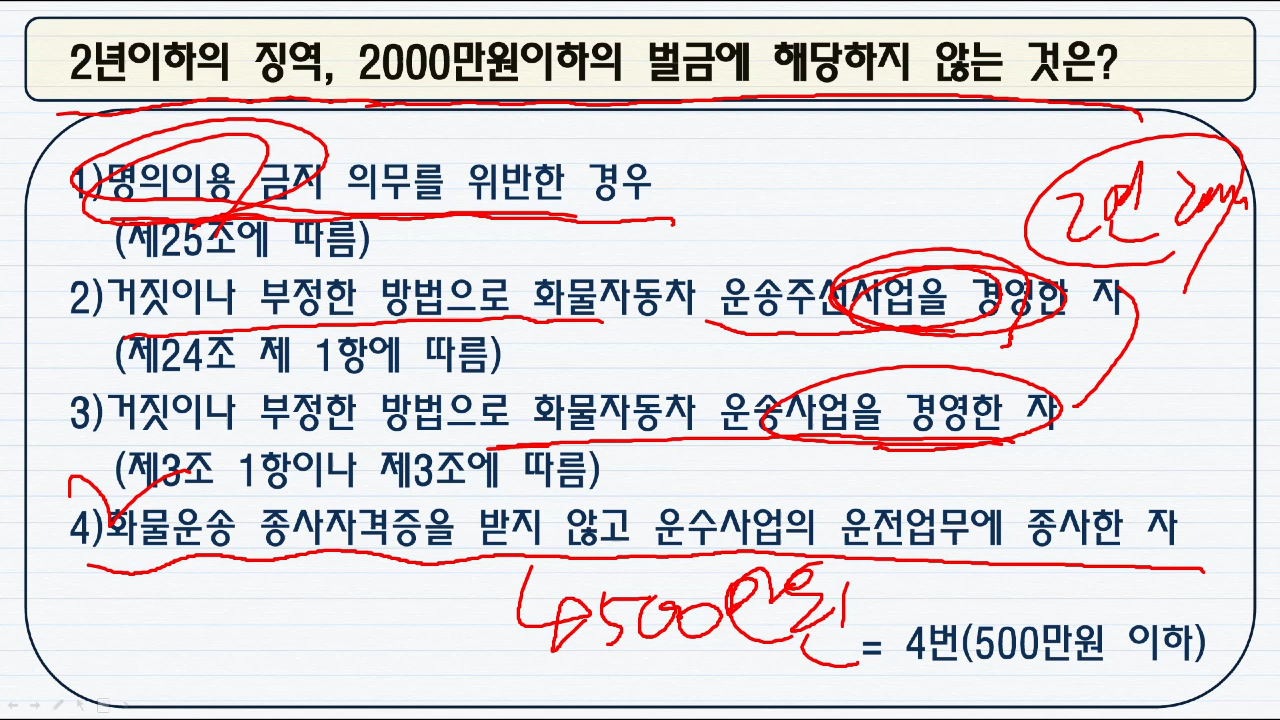 2년이하의 징역, 2000만원이하의 벌금에 해당하지 않는 것은?
1)명의이용 금지 의무를 위반한 경우
(제25조에 따름)
2)거짓이나 부정한 방법으로 화물자동차 운송주선사업을 경영한 자
(제24조 제 1항에 따름)
3)거짓이나 부정한 방법으로 화물자동차 운송사업을 경영한 자
(제3조 1항이나 제3조에 따름)
4)화물운송 종사자격증을 받지 않고 운수사업의 운전업무에 종사한 자
500만원
= 4번(500만원 이하)